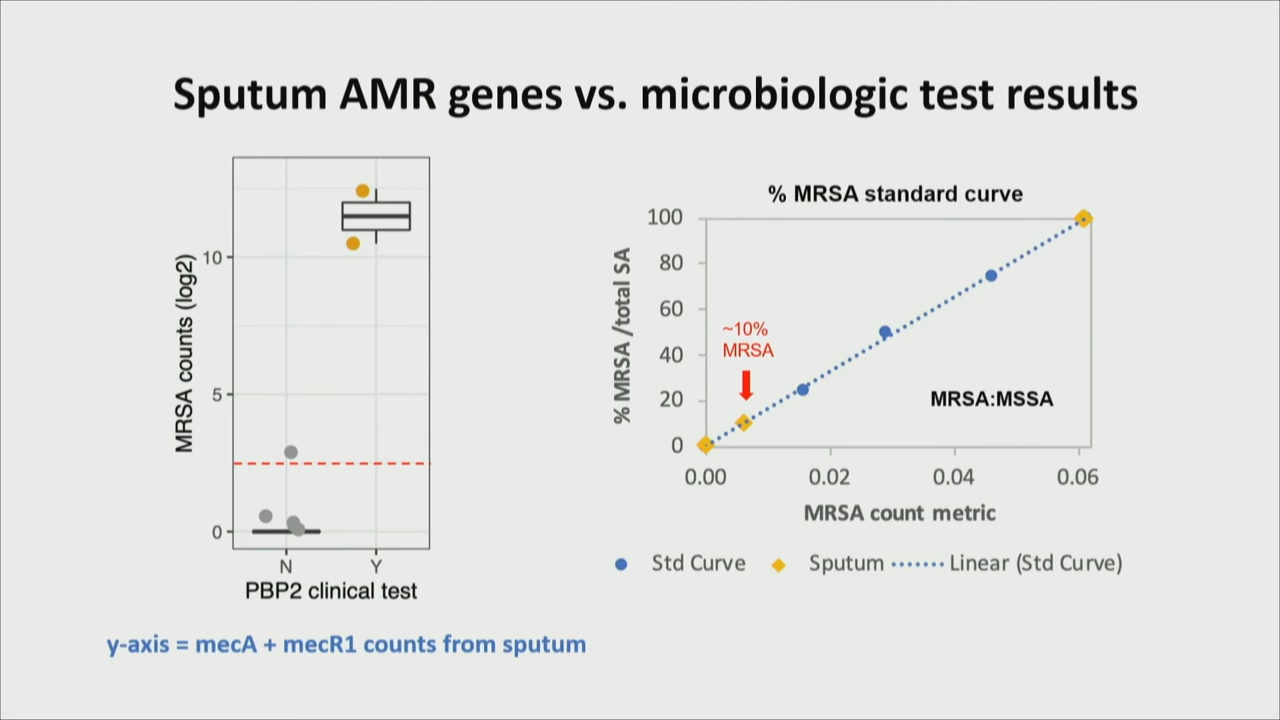 Sputum AMR genes vs. microbiologic test results
MRSA counts (log2)
10
5
0
N
Y
PBP2 clinical test
y-axis = mecA + mecR1 counts from sputum
% MRSA standard curve
% MRSA /total SA
100
80
60
40
20
0
~10%
MRSA
MRSA:MSSA
0.00
0.02
0.04
0.06
MRSA count metric
Std Curve
Sputum
Linear (Std Curve)